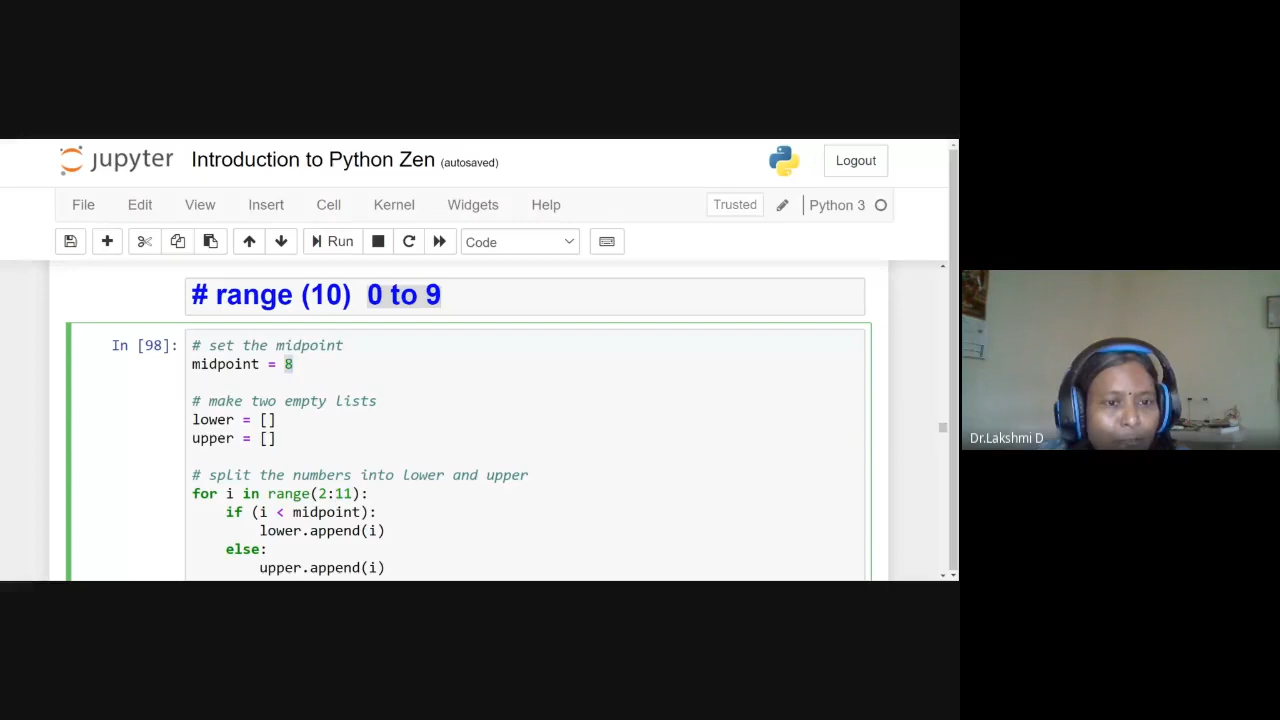 jupyter Introduction to Python Zen (autosaved)
Logout
File Edit View Insert Cell Kernel Widgets Help
Trusted
Python 3
Run
Code
# range (10) 0 to 9
In [98]:
# set the midpoint
midpoint = 8
# make two empty lists
lower = []
upper = []
# split the numbers into lower and upper
for i in range(2:11):
if (i < midpoint):
lower.append(i)
else:
upper.append(i)
Dr.Lakshmi D